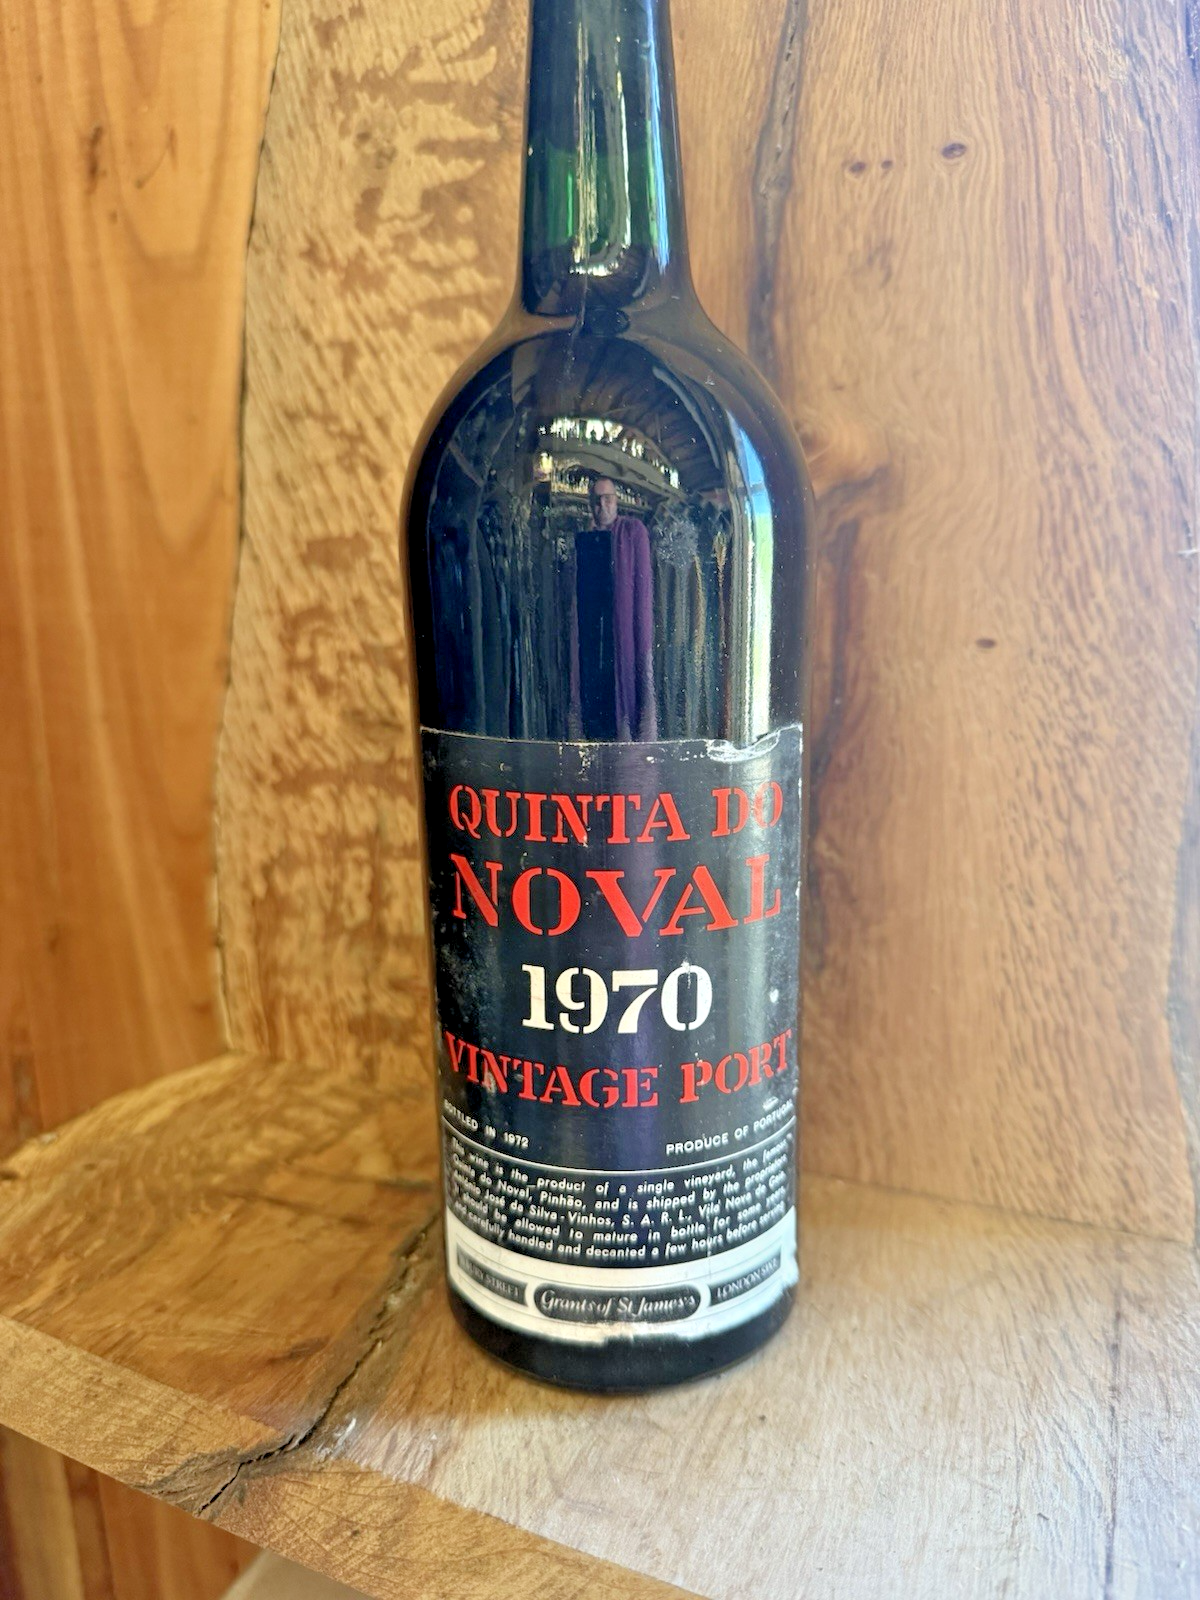 QUINTA DO
NOVAL
1970
VINTAGE PORT
BOTTLED IN 1972 PRODUCE OF PORTUGAL
This wine is the product of a single vineyard, the famous
Quinta do Noval, Pinhão, and is shipped by the proprietors
José da Silva-Vinhos, S. A. R. L., Vila Nova de Gaia.
should be allowed to mature in bottle for some years,
carefully handled and decanted a few hours before serving
STREET Grants of St James's LONDON SW1